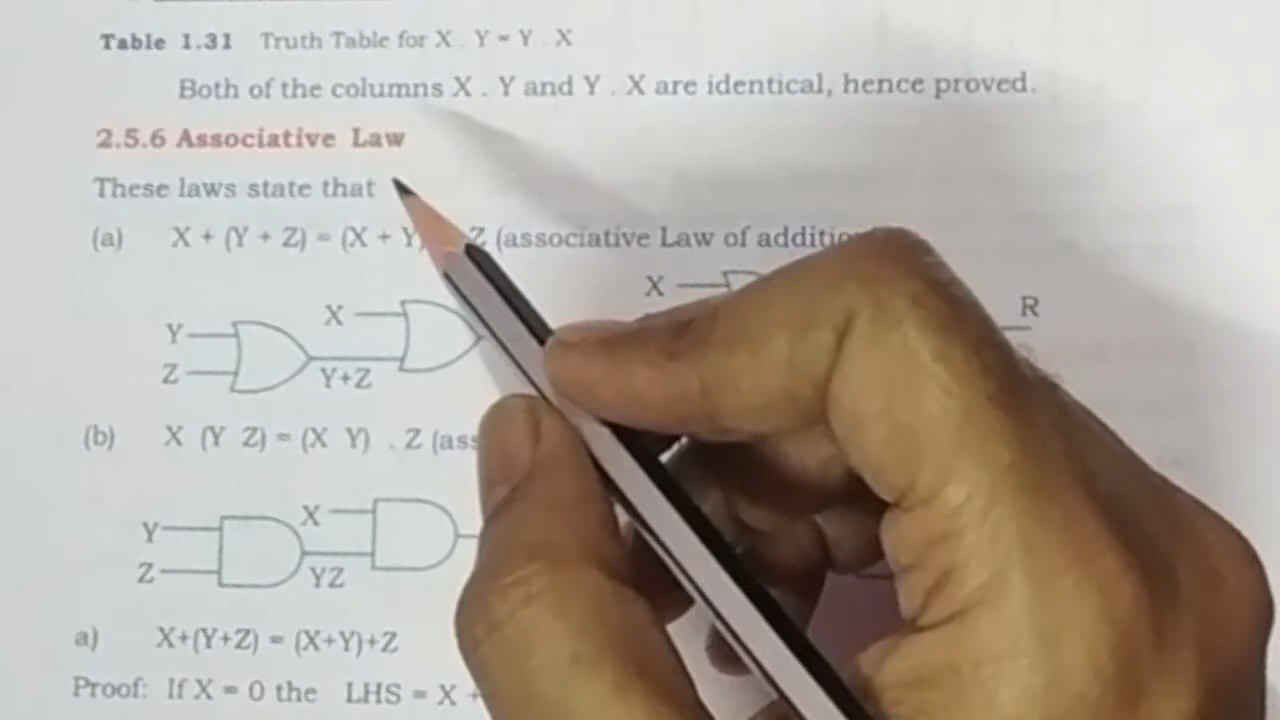 Table 1.31 Truth Table for X . Y = Y . X
Both of the columns X . Y and Y . X are identical, hence proved.
2.5.6 Associative Law
These laws state that
(a) X + (Y + Z) = (X + Y) Z (associative Law of addition
X
R
X
Y
Z
Y+Z
(b) X (Y Z) = (X Y) . Z (ass
X
Y
Z
YZ
a) X+(Y+Z) = (X+Y)+Z
Proof: If X = 0 the LHS = X +